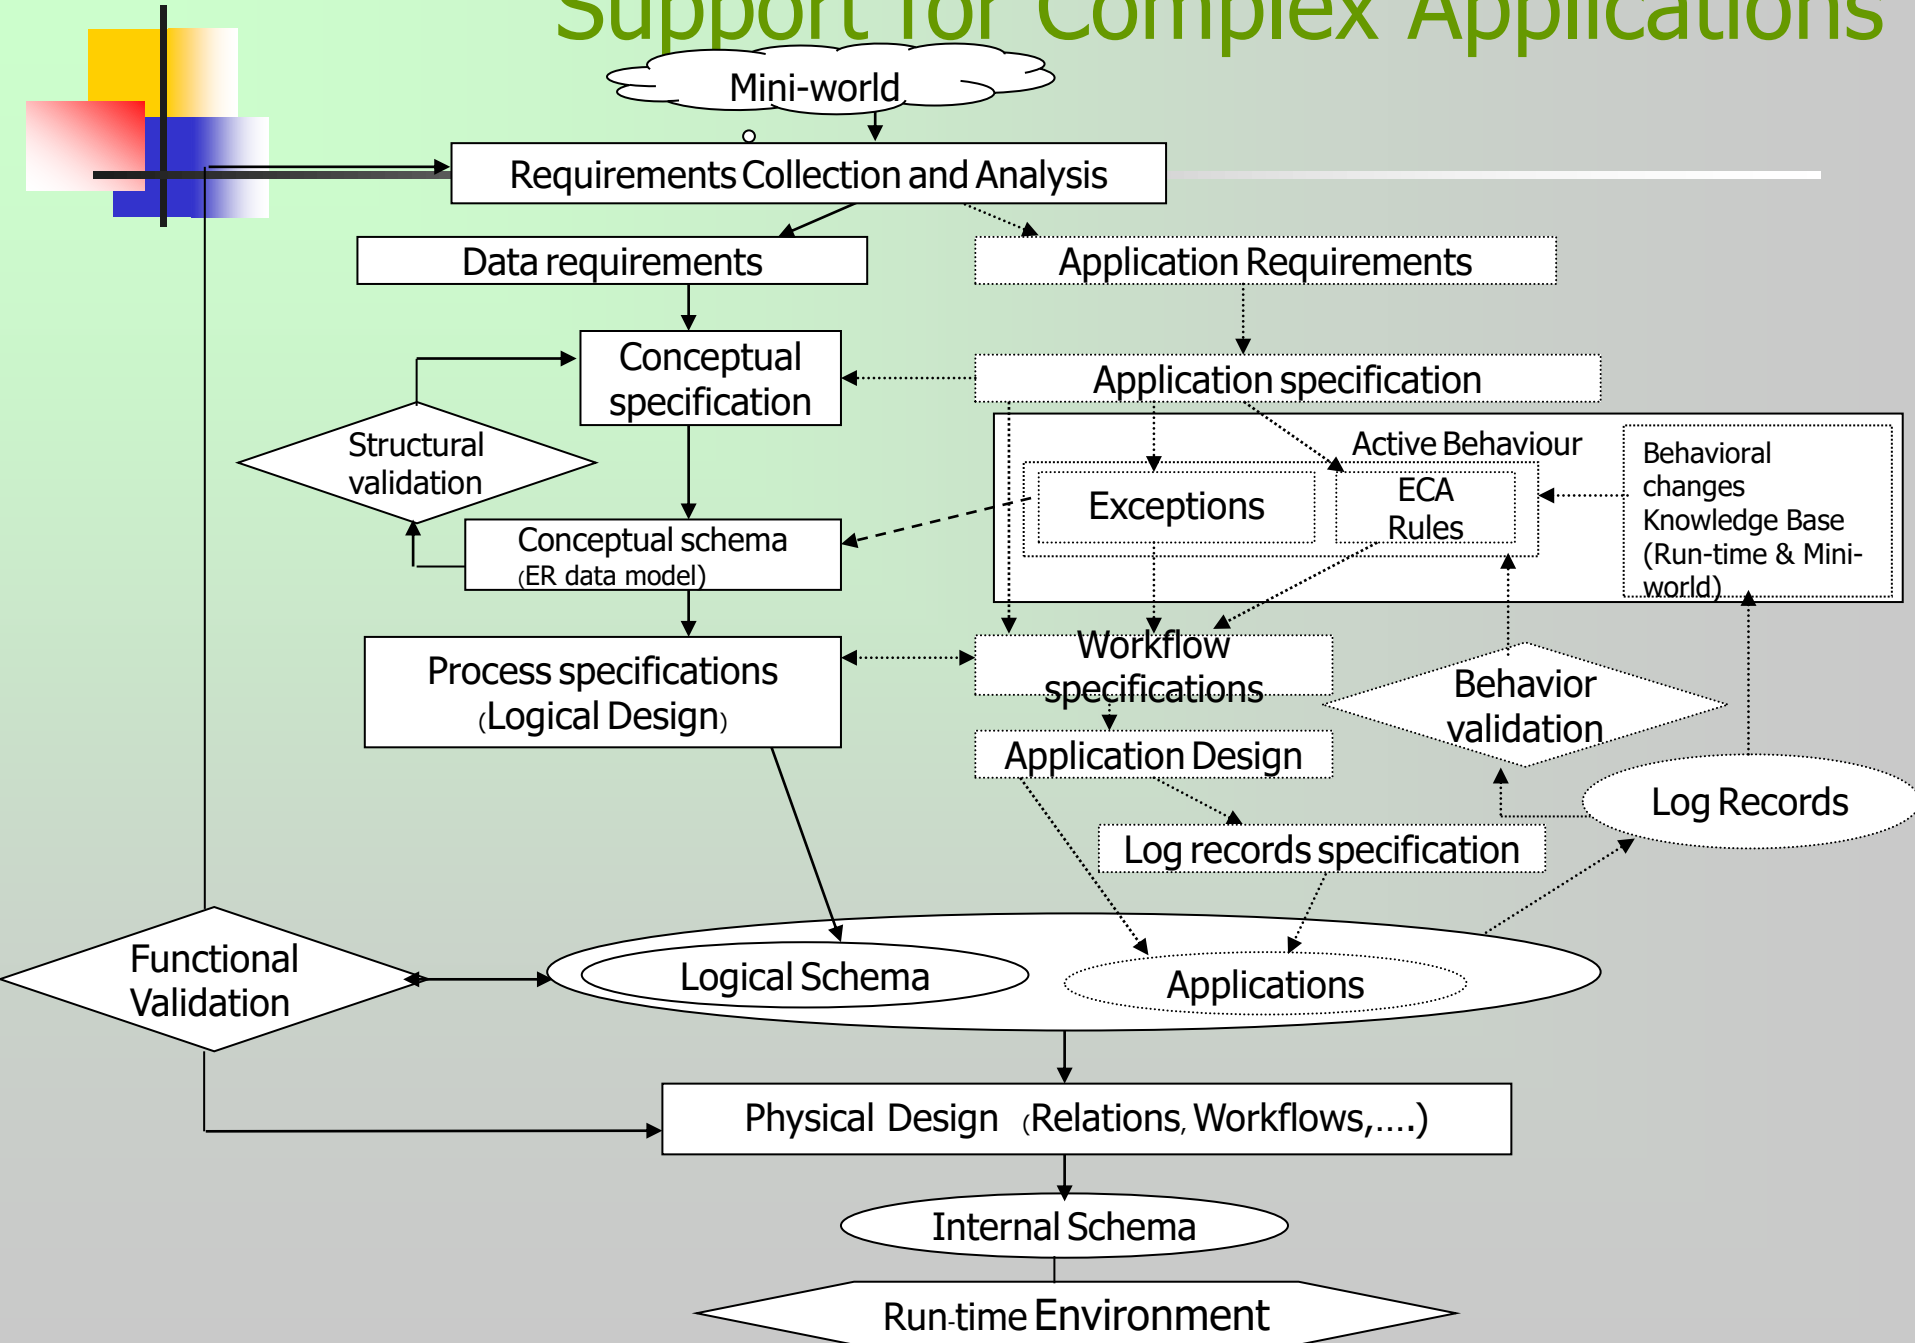 Support for Complex Applications
Mini-world
Requirements Collection and Analysis
Data requirements
Application Requirements
Conceptual
specification
Application specification
Structural
validation
Active Behaviour
Behavioral
changes
Knowledge Base
(Run-time & Mini-
world)
Exceptions
ECA
Rules
Conceptual schema
(ER data model)
Process specifications
(Logical Design)
Workflow
specifications
Behavior
validation
Application Design
Log Records
Log records specification
Functional
Validation
Logical Schema
Applications
Physical Design (Relations, Workflows,....)
Internal Schema
Run-time Environment